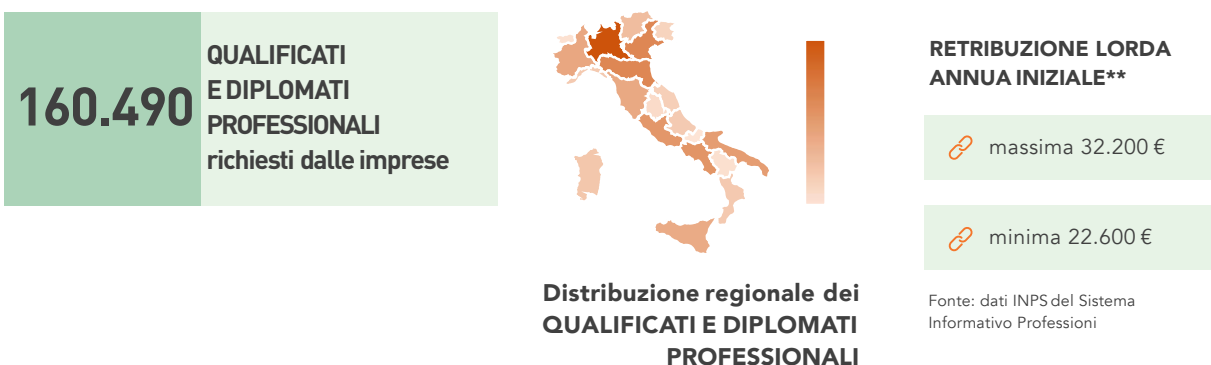 160.490
QUALIFICATI
E DIPLOMATI
PROFESSIONALI
richiesti dalle imprese
Distribuzione regionale dei
QUALIFICATI E DIPLOMATI
PROFESSIONALI
RETRIBUZIONE LORDA
ANNUA INIZIALE**
massima 32.200 €
minima 22.600 €
Fonte: dati INPS del Sistema
Informativo Professioni